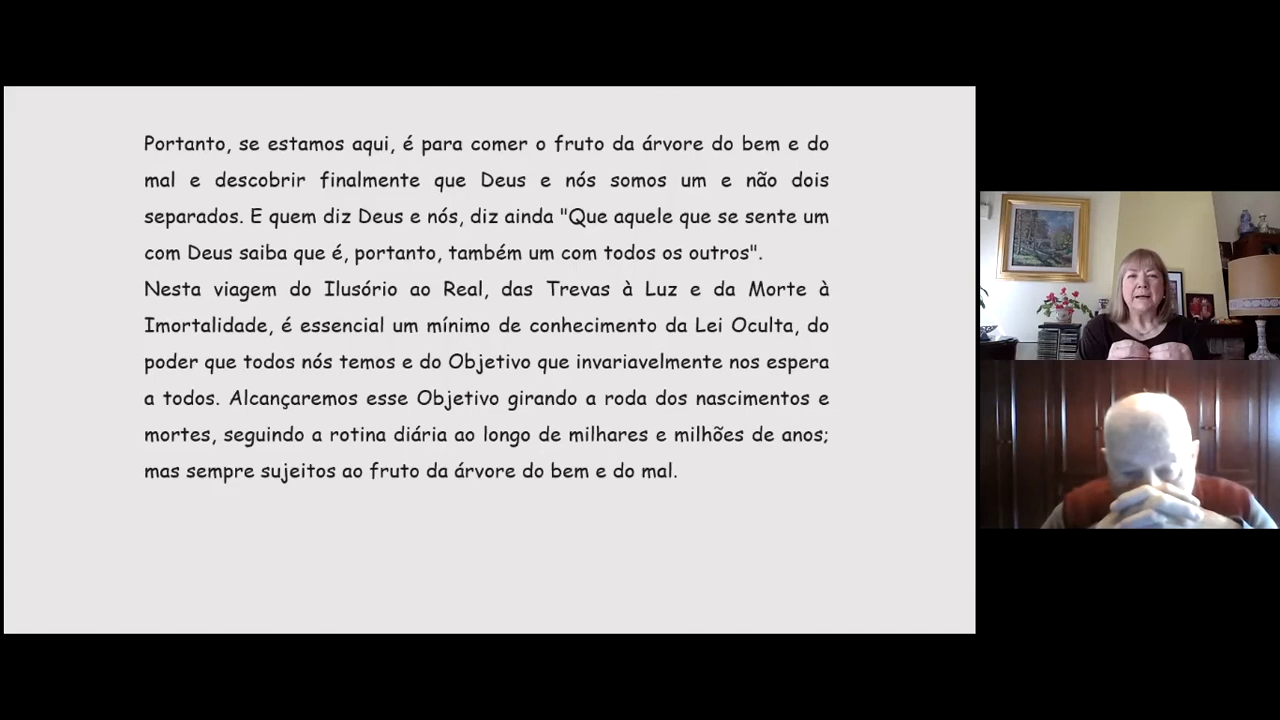 Portanto, se estamos aqui, é para comer o fruto da árvore do bem e do
mal e descobrir finalmente que Deus e nós somos um e não dois
separados. E quem diz Deus e nós, diz ainda "Que aquele que se sente um
com Deus saiba que é, portanto, também um com todos os outros".
Nesta viagem do Ilusório ao Real, das Trevas à Luz e da Morte à
Imortalidade, é essencial um mínimo de conhecimento da Lei Oculta, do
poder que todos nós temos e do Objetivo que invariavelmente nos espera
a todos. Alcançaremos esse Objetivo girando a roda dos nascimentos e
mortes, seguindo a rotina diária ao longo de milhares e milhões de anos;
mas sempre sujeitos ao fruto da árvore do bem e do mal.